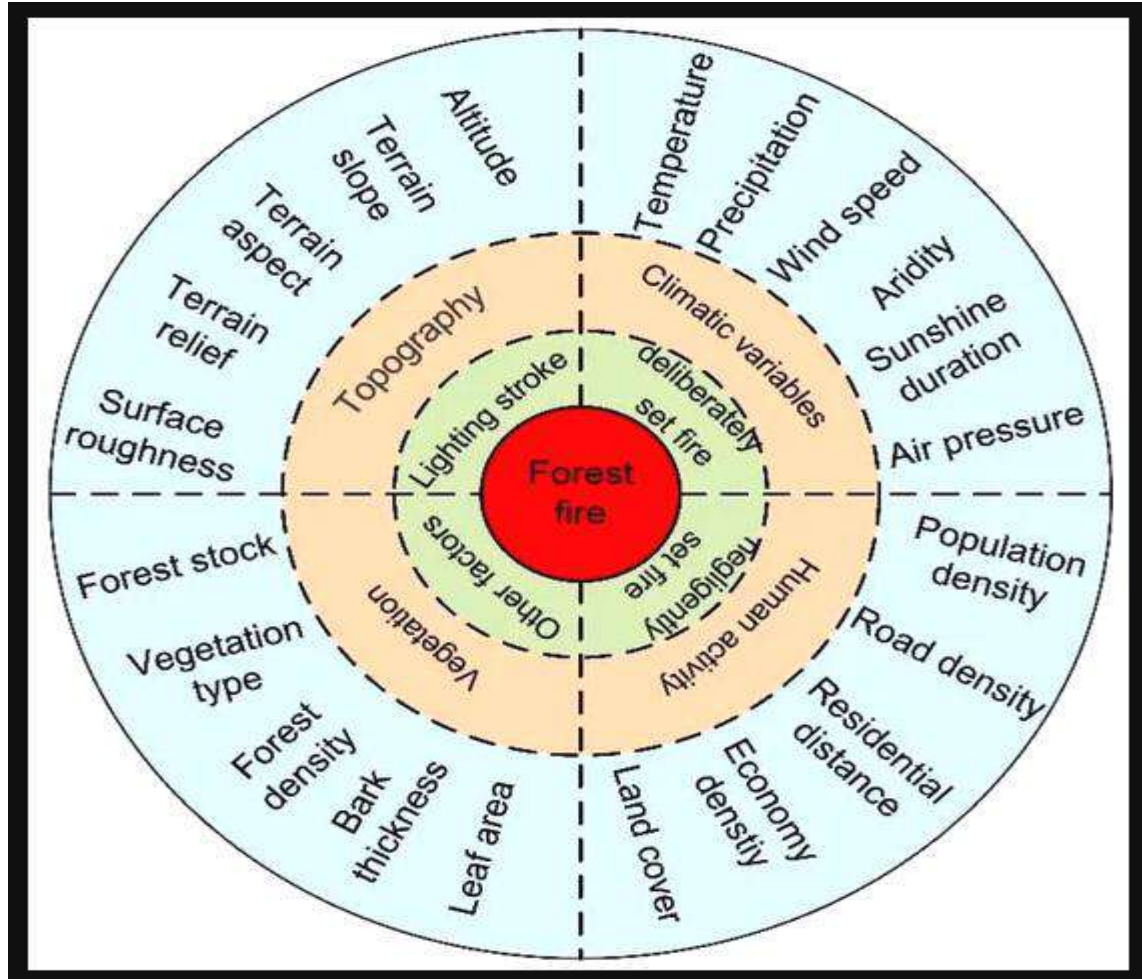 Altitude
Terrain
slope
Terrain
aspect
Terrain
relief
Surface
roughness
Temperature
Precipitation
Wind speed
Aridity
Sunshine
duration
Air pressure
Topography
Climatic variables
Lighting stroke
deliberately
set fire
Forest
fire
Other factors
negligently
set fire
Vegetation
Human activity
Forest stock
Vegetation
type
Forest
density
Bark
thickness
Leaf area
Population
density
Road density
Residential
distance
Economy
denstiy
Land cover